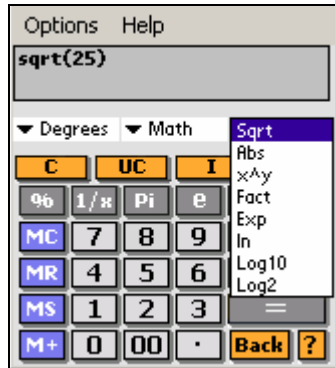 Options Help
sqrt(25)
Degrees Math
Sqrt
Abs
x^y
Fact
Exp
ln
Log10
Log2
C UC I
% 1/x Pi e
MC 7 8 9
MR 4 5 6
MS 1 2 3 =
M+ 0 00 . Back ?